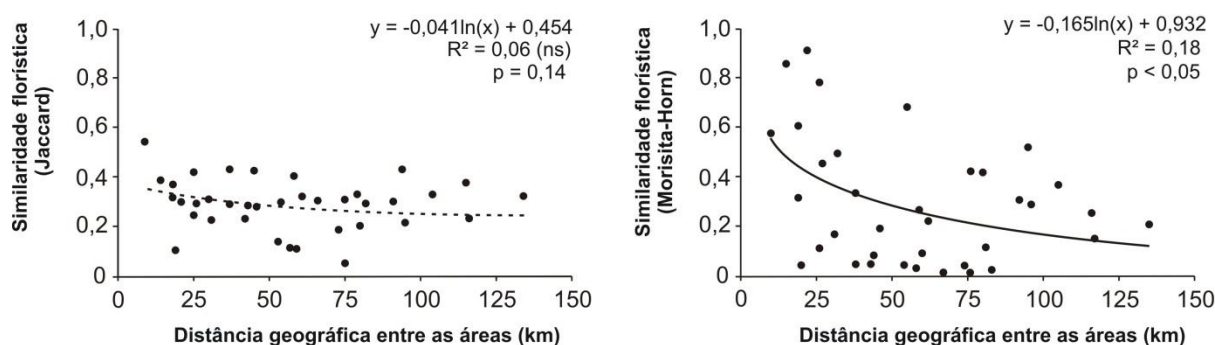 Similaridade florística
(Jaccard)
1,0
0,8
0,6
0,4
0,2
0
y = -0,041ln(x) + 0,454
R² = 0,06 (ns)
p = 0,14
0 25 50 75 100 125 150
Distância geográfica entre as áreas (km)
Similaridade florística
(Morisita-Horn)
1,0
0,8
0,6
0,4
0,2
0
y = -0,165ln(x) + 0,932
R² = 0,18
p < 0,05
0 25 50 75 100 125 150
Distância geográfica entre as áreas (km)